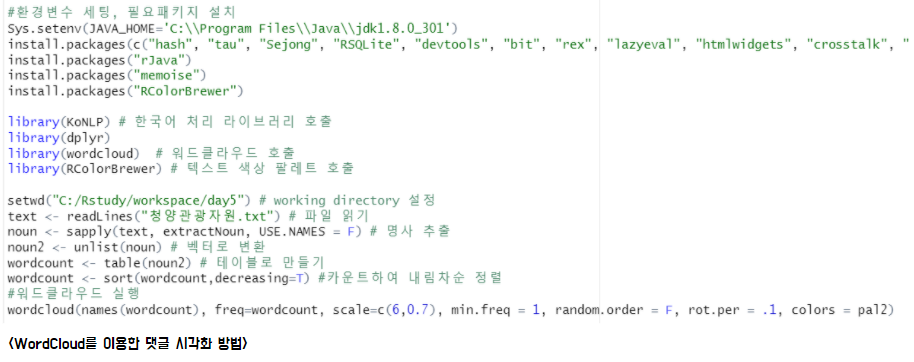 #환경변수 세팅, 필요패키지 설치
Sys.setenv(JAVA_HOME='C:\\Program Files\\Java\\jdk1.8.0_301')
install.packages(c("hash", "tau", "Sejong", "RSQLite", "devtools", "bit", "rex", "lazyeval", "htmlwidgets", "crosstalk", "
install.packages("rJava")
install.packages("memoise")
install.packages("RColorBrewer")
library(KoNLP) # 한국어 처리 라이브러리 호출
library(dplyr)
library(wordcloud) # 워드클라우드 호출
library(RColorBrewer) # 텍스트 색상 팔레트 호출
setwd("C:/Rstudy/workspace/day5") # working directory 설정
text <- readLines("청양관광자원.txt") # 파일 읽기
noun <- sapply(text, extractNoun, USE.NAMES = F) # 명사 추출
noun2 <- unlist(noun) # 벡터로 변환
wordcount <- table(noun2) # 테이블로 만들기
wordcount <- sort(wordcount,decreasing=T) #카운트하여 내림차순 정렬
#워드클라우드 실행
wordcloud(names(wordcount), freq=wordcount, scale=c(6,0.7), min.freq = 1, random.order = F, rot.per = .1, colors = pal2)
<WordCloud를 이용한 댓글 시각화 방법>